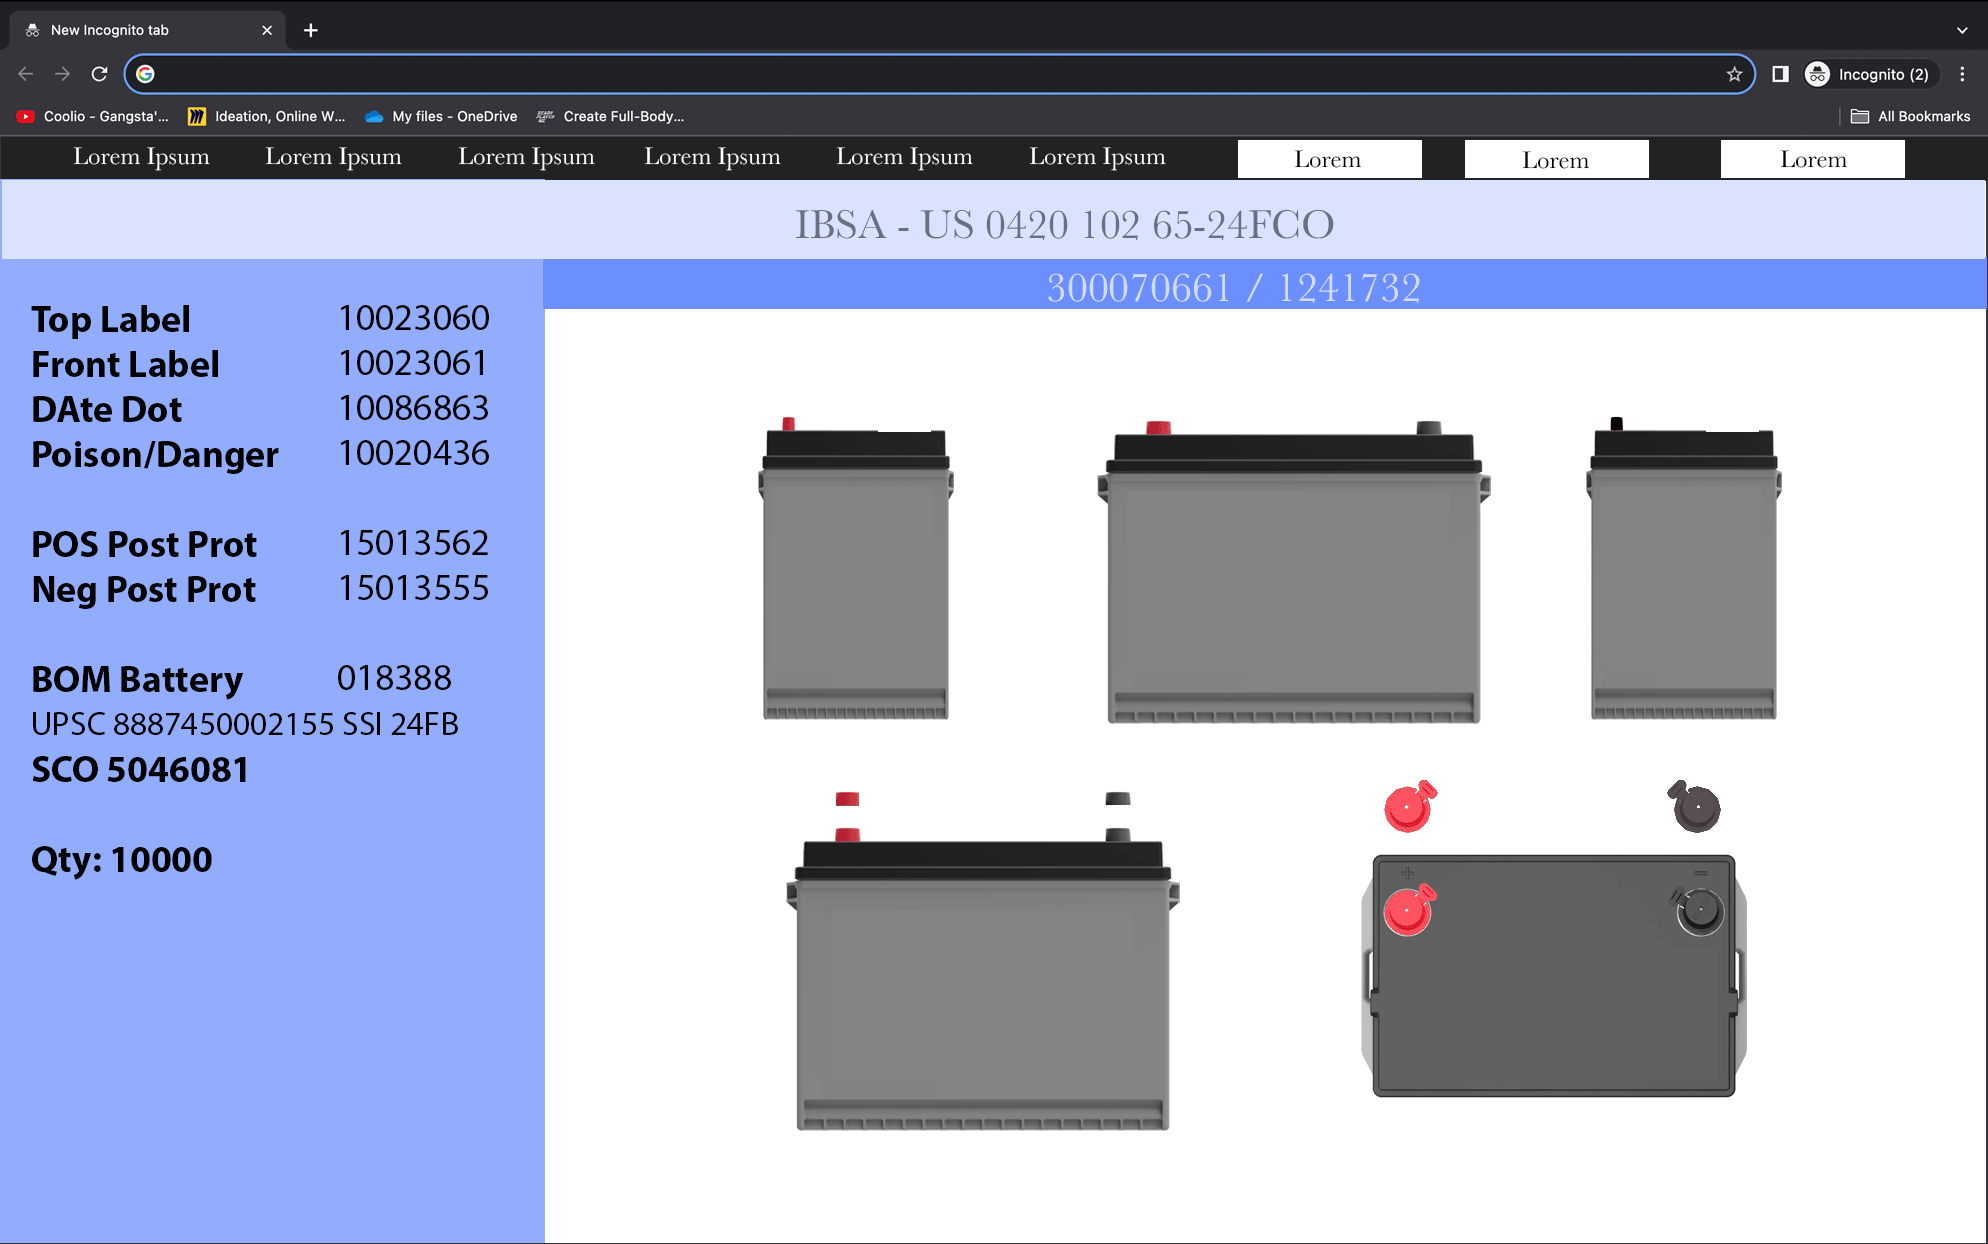 New Incognito tab
Incognito (2)
Coolio - Gangsta'... Ideation, Online W... My files - OneDrive Create Full-Body... All Bookmarks
Lorem Ipsum Lorem Ipsum Lorem Ipsum Lorem Ipsum Lorem Ipsum Lorem Ipsum Lorem Lorem Lorem
IBSA - US 0420 102 65-24FCO
300070661 / 1241732
Top Label 10023060
Front Label 10023061
DAte Dot 10086863
Poison/Danger 10020436
POS Post Prot 15013562
Neg Post Prot 15013555
BOM Battery 018388
UPSC 8887450002155 SSI 24FB
SCO 5046081
Qty: 10000
+ −